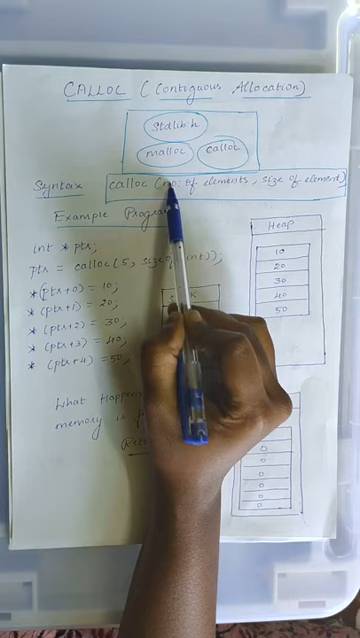 CALLOC (Contiguous Allocation)
stdlib.h
malloc
calloc
Syntax
calloc (no. of elements, size of element)
Example Program
Heap
int * ptr;
ptr = calloc(5, sizeof(int));
*(ptr+0) = 10;
*(ptr+1) = 20;
*(ptr+2) = 30;
*(ptr+3) = 40;
*(ptr+4) = 50;
10
20
30
40
50
What Happen
memory is
0
0
0
0
0